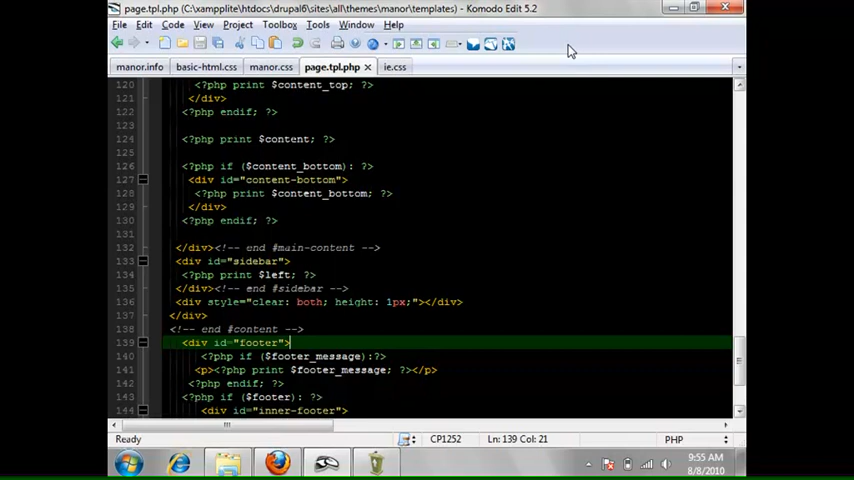 page.tpl.php (C:\xampplite\htdocs\drupal6\sites\all\themes\manor\templates) - Komodo Edit 5.2
File Edit Code View Project Toolbox Tools Window Help
manor.info basic-html.css manor.css page.tpl.php ie.css
120 <?php print $content_top; ?>
121 </div>
122 <?php endif; ?>
123
124 <?php print $content; ?>
125
126 <?php if ($content_bottom): ?>
127 <div id="content-bottom">
128 <?php print $content_bottom; ?>
129 </div>
130 <?php endif; ?>
131
132 </div><!-- end #main-content -->
133 <div id="sidebar">
134 <?php print $left; ?>
135 </div><!-- end #sidebar -->
136 <div style="clear: both; height: 1px;"></div>
137 </div>
138 <!-- end #content -->
139 <div id="footer">
140 <?php if ($footer_message):?>
141 <p><?php print $footer_message; ?></p>
142 <?php endif; ?>
143 <?php if ($footer): ?>
144 <div id="inner-footer">
Ready CP1252 Ln: 139 Col: 21 PHP
9:55 AM
8/8/2010